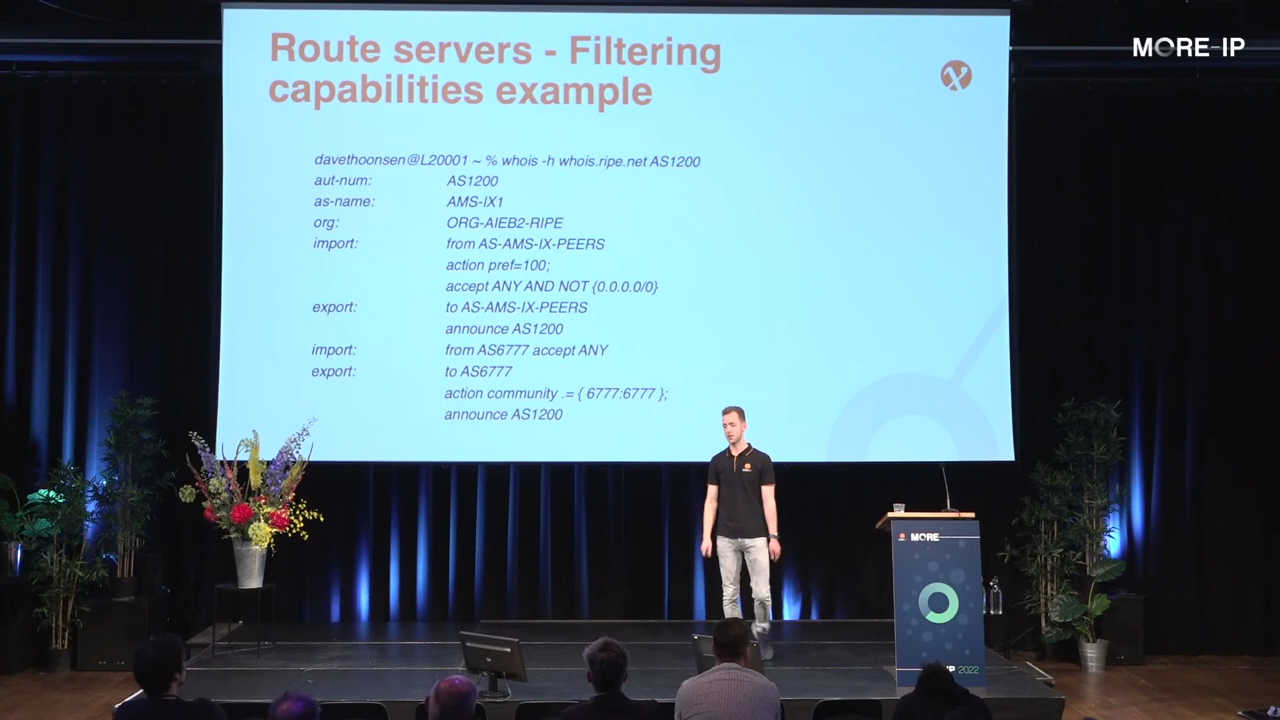 Route servers - Filtering
capabilities example
MORE-IP
davethoonsen@L20001 ~ % whois -h whois.ripe.net AS1200
aut-num: AS1200
as-name: AMS-IX1
org: ORG-AIEB2-RIPE
import: from AS-AMS-IX-PEERS
action pref=100;
accept ANY AND NOT {0.0.0.0/0}
export: to AS-AMS-IX-PEERS
announce AS1200
import: from AS6777 accept ANY
export: to AS6777
action community .= { 6777:6777 };
announce AS1200
MORE
IP 2022